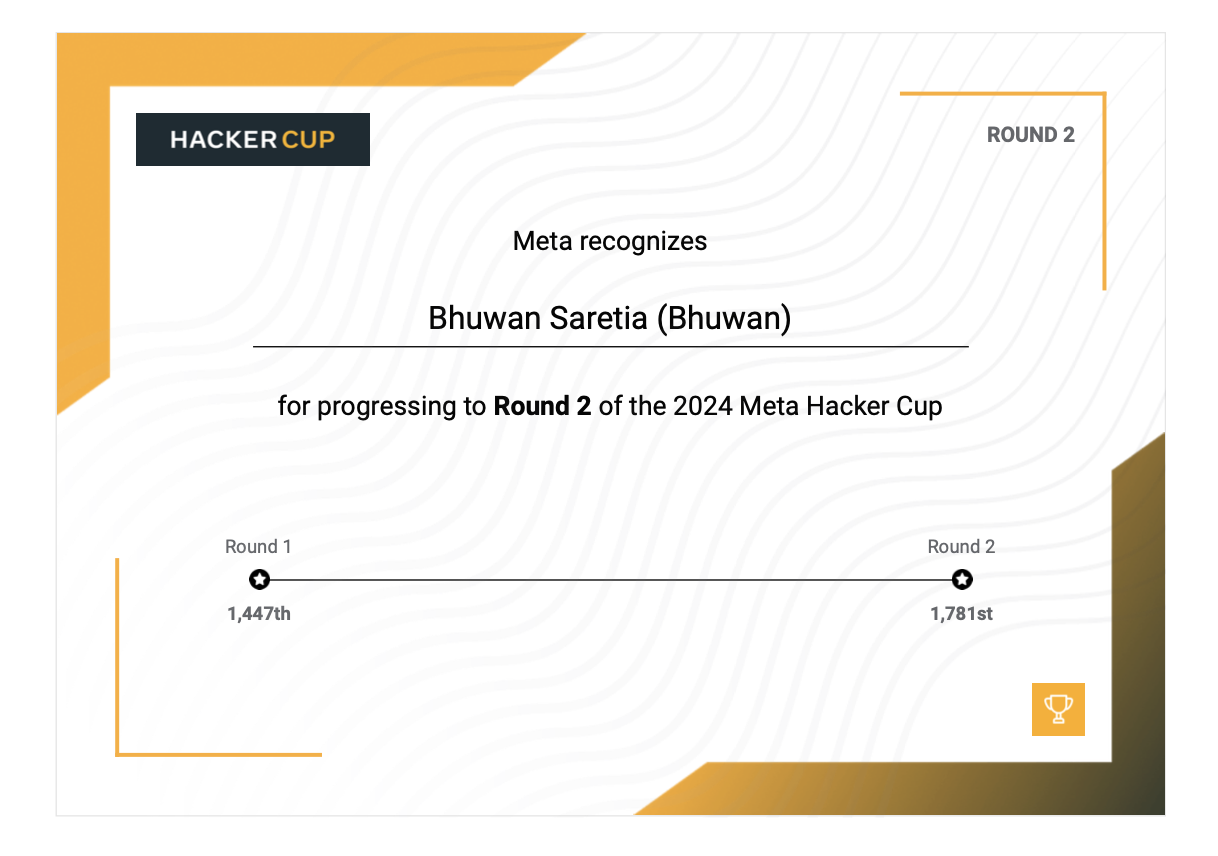 HACKER CUP
ROUND 2
Meta recognizes
Bhuwan Saretia (Bhuwan)
for progressing to Round 2 of the 2024 Meta Hacker Cup
Round 1
Round 2
1,447th
1,781st